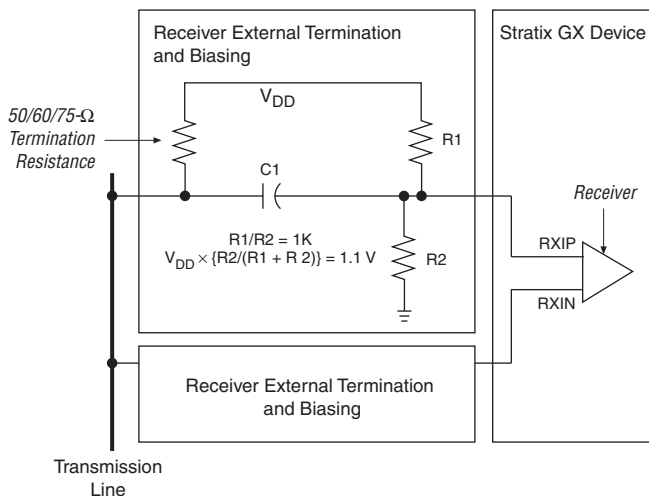 Receiver External Termination
and Biasing
Stratix GX Device
V_DD
50/60/75-Ω
Termination
Resistance
R1
C1
Receiver
R1/R2 = 1K
V_DD × {R2/(R1 + R 2)} = 1.1 V
R2
RXIP
RXIN
Receiver External Termination
and Biasing
Transmission
Line